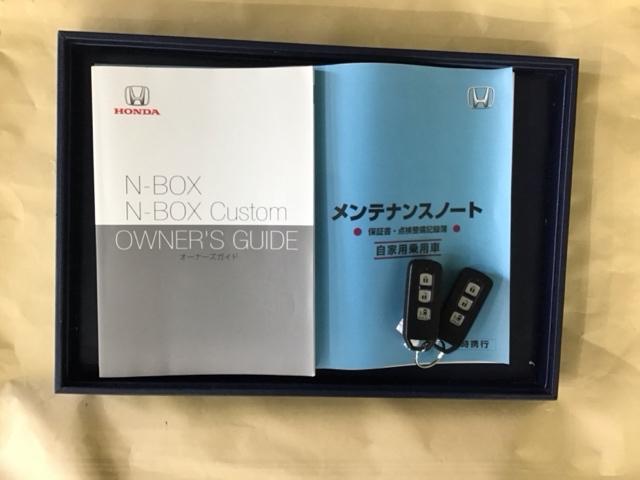 HONDA
N-BOX
N-BOX Custom
OWNER'S GUIDE
オーナーズガイド
メンテナンスノート
保証書・点検整備記録簿
自家用乗用車
時携行